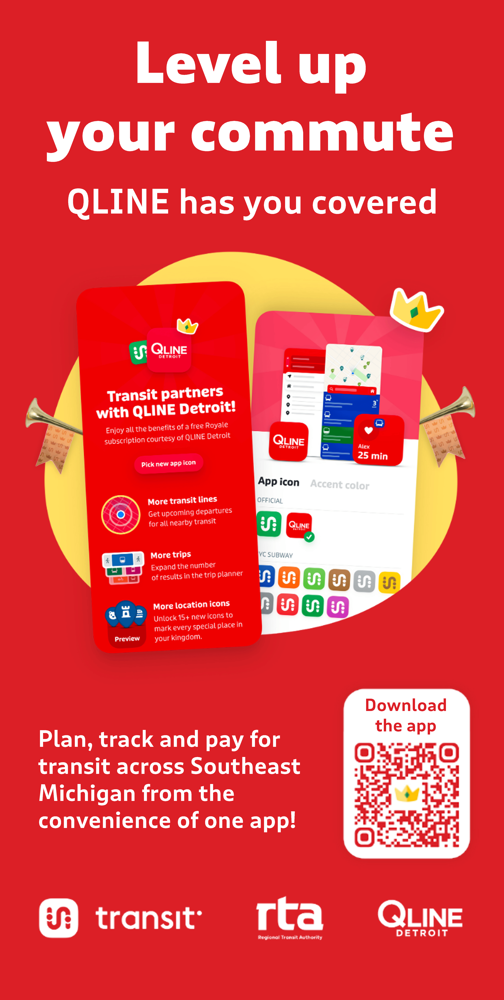 Level up
your commute
QLINE has you covered
QLINE
DETROIT
Transit partners
with QLINE Detroit!
Enjoy all the benefits of a free Royale
subscription courtesy of QLINE Detroit
Pick new app icon
More transit lines
Get upcoming departures
for all nearby transit
More trips
Expand the number
of results in the trip planner
More location icons
Unlock 15+ new icons to
mark every special place in
your kingdom.
Preview
3
QLINE
DETROIT
Alex
25 min
App icon Accent color
OFFICIAL
QLINE
DETROIT
YC SUBWAY
Plan, track and pay for
transit across Southeast
Michigan from the
convenience of one app!
Download
the app
transit
rta
Regional Transit Authority
QLINE
DETROIT